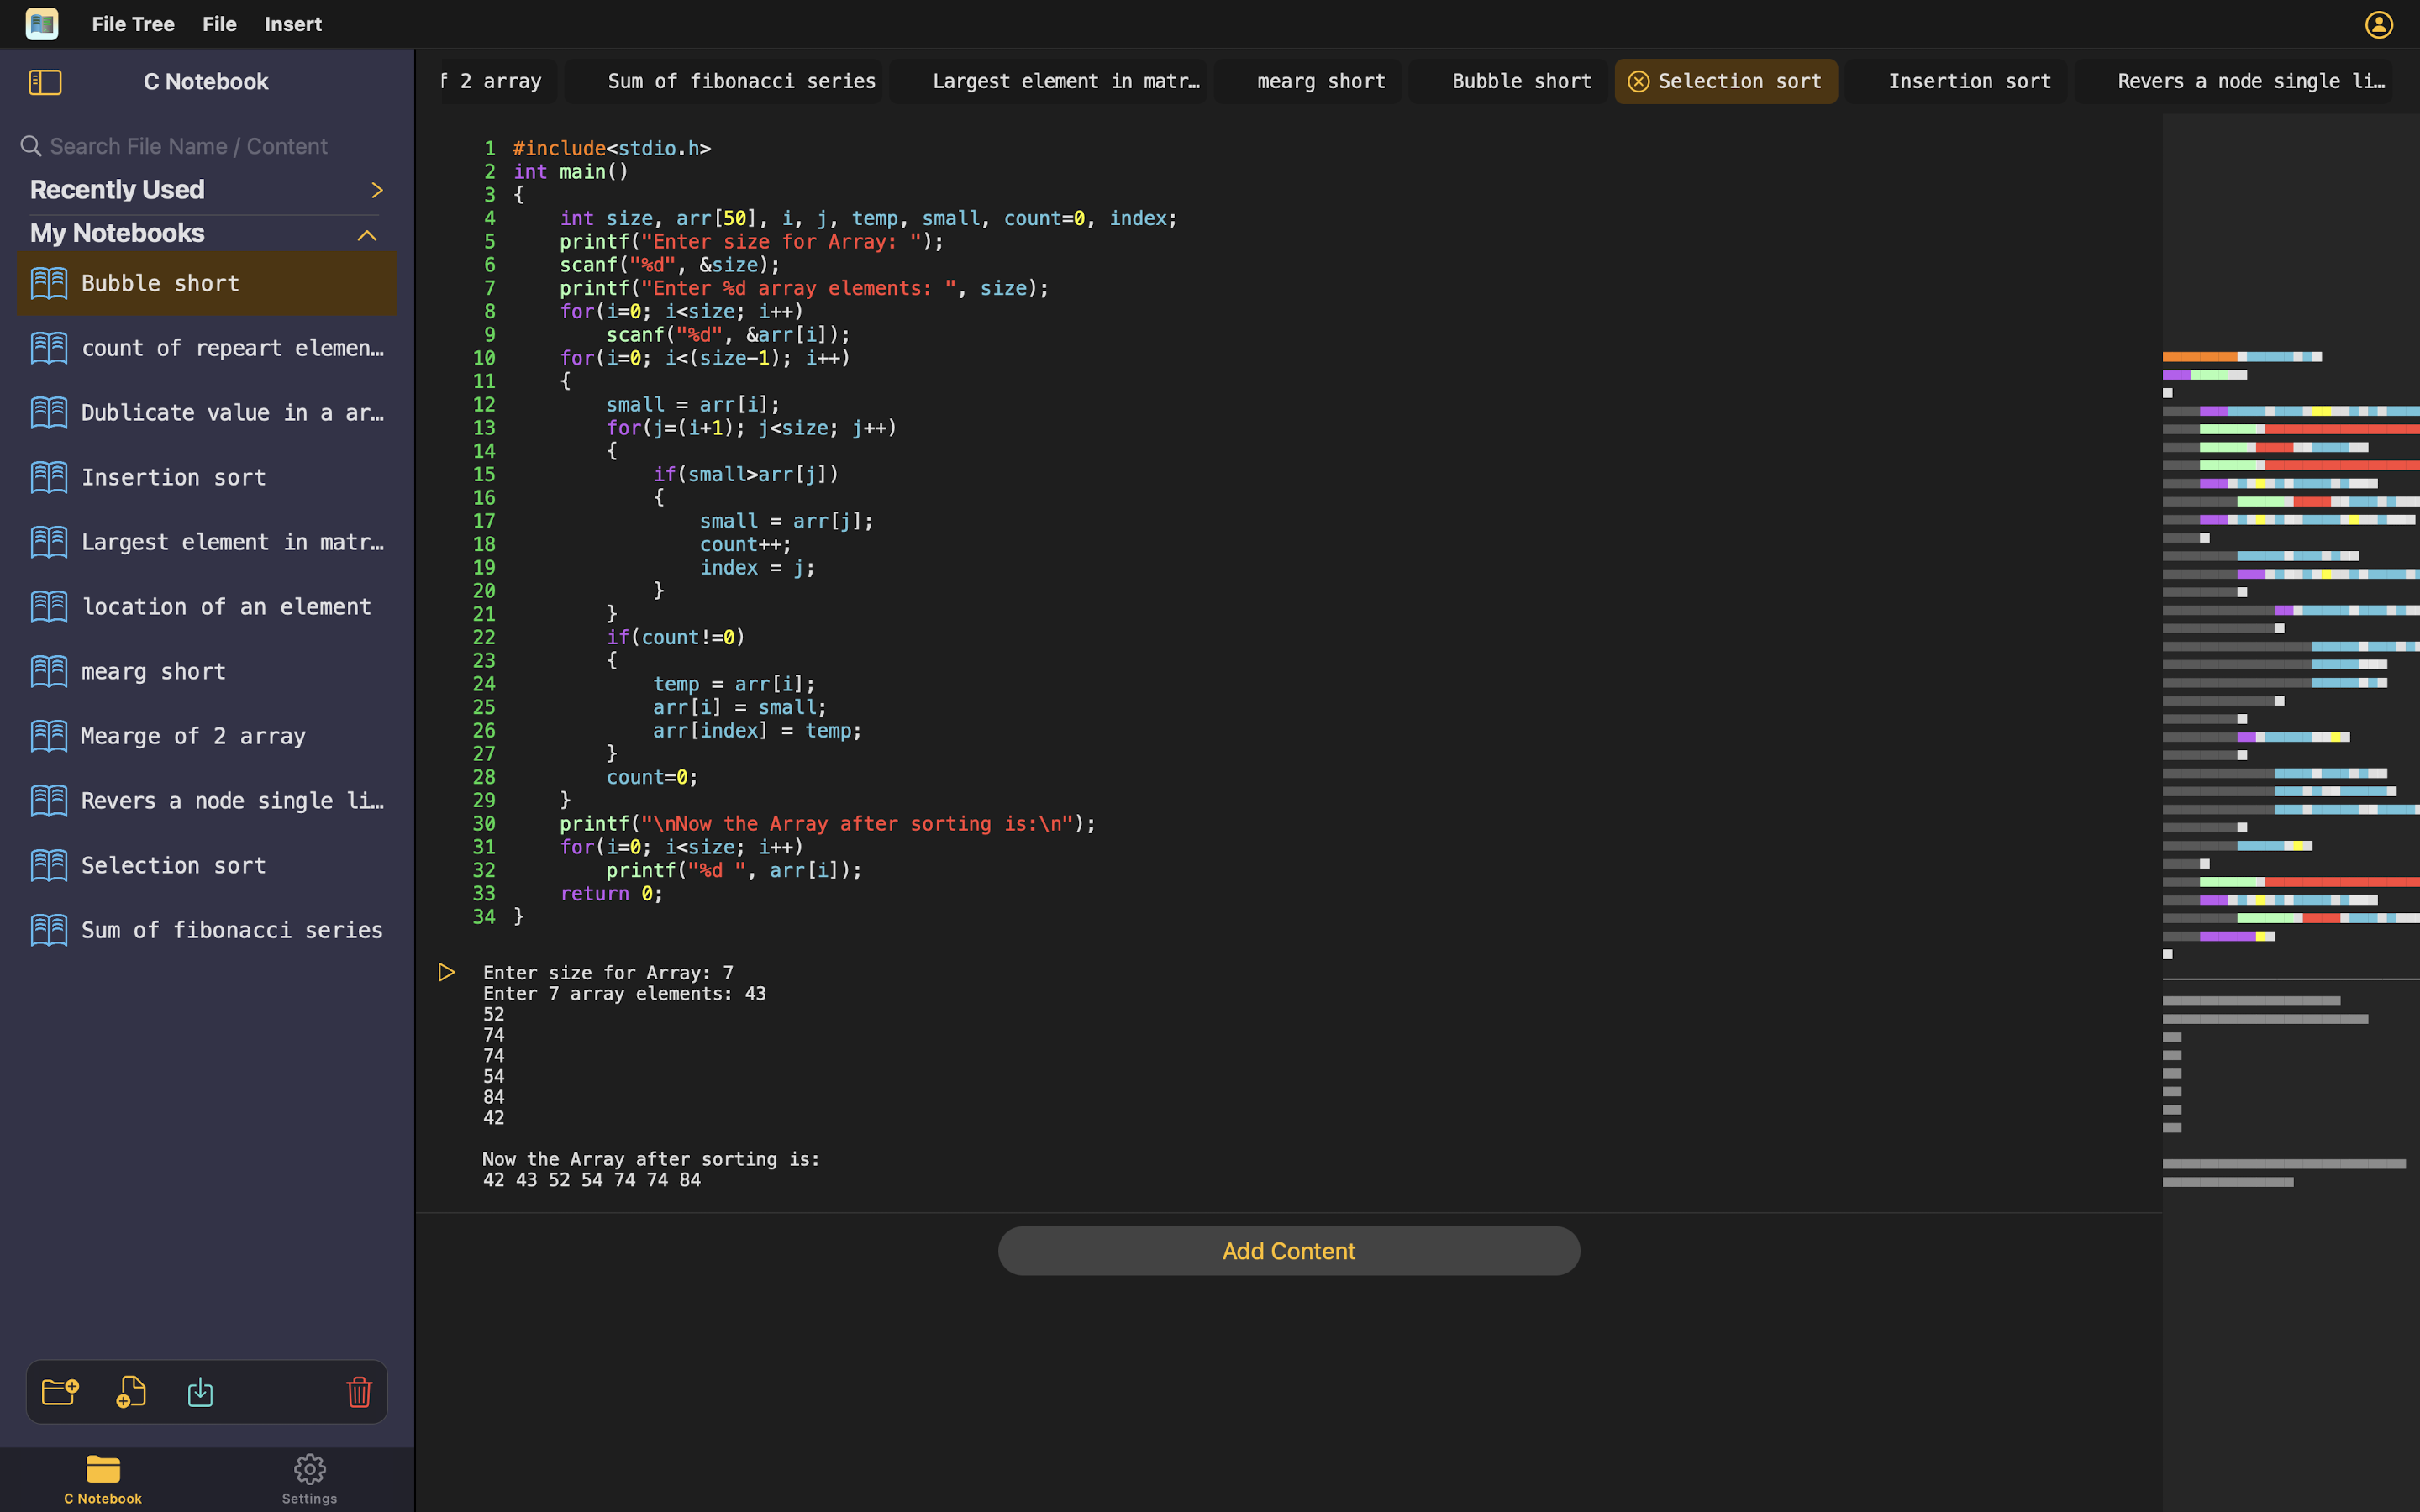 File Tree File Insert
C Notebook
Search File Name / Content
Recently Used
My Notebooks
Bubble short
count of repeart elemen…
Dublicate value in a ar…
Insertion sort
Largest element in matr…
location of an element
mearg short
Mearge of 2 array
Revers a node single li…
Selection sort
Sum of fibonacci series
C Notebook
Settings
f 2 array Sum of fibonacci series Largest element in matr… mearg short Bubble short Selection sort Insertion sort Revers a node single li…
1 #include<stdio.h>
2 int main()
3 {
4     int size, arr[50], i, j, temp, small, count=0, index;
5     printf("Enter size for Array: ");
6     scanf("%d", &size);
7     printf("Enter %d array elements: ", size);
8     for(i=0; i<size; i++)
9         scanf("%d", &arr[i]);
10     for(i=0; i<(size-1); i++)
11     {
12         small = arr[i];
13         for(j=(i+1); j<size; j++)
14         {
15             if(small>arr[j])
16             {
17                 small = arr[j];
18                 count++;
19                 index = j;
20             }
21         }
22         if(count!=0)
23         {
24             temp = arr[i];
25             arr[i] = small;
26             arr[index] = temp;
27         }
28         count=0;
29     }
30     printf("\nNow the Array after sorting is:\n");
31     for(i=0; i<size; i++)
32         printf("%d ", arr[i]);
33     return 0;
34 }
Enter size for Array: 7
Enter 7 array elements: 43
52
74
74
54
84
42
Now the Array after sorting is:
42 43 52 54 74 74 84
Add Content